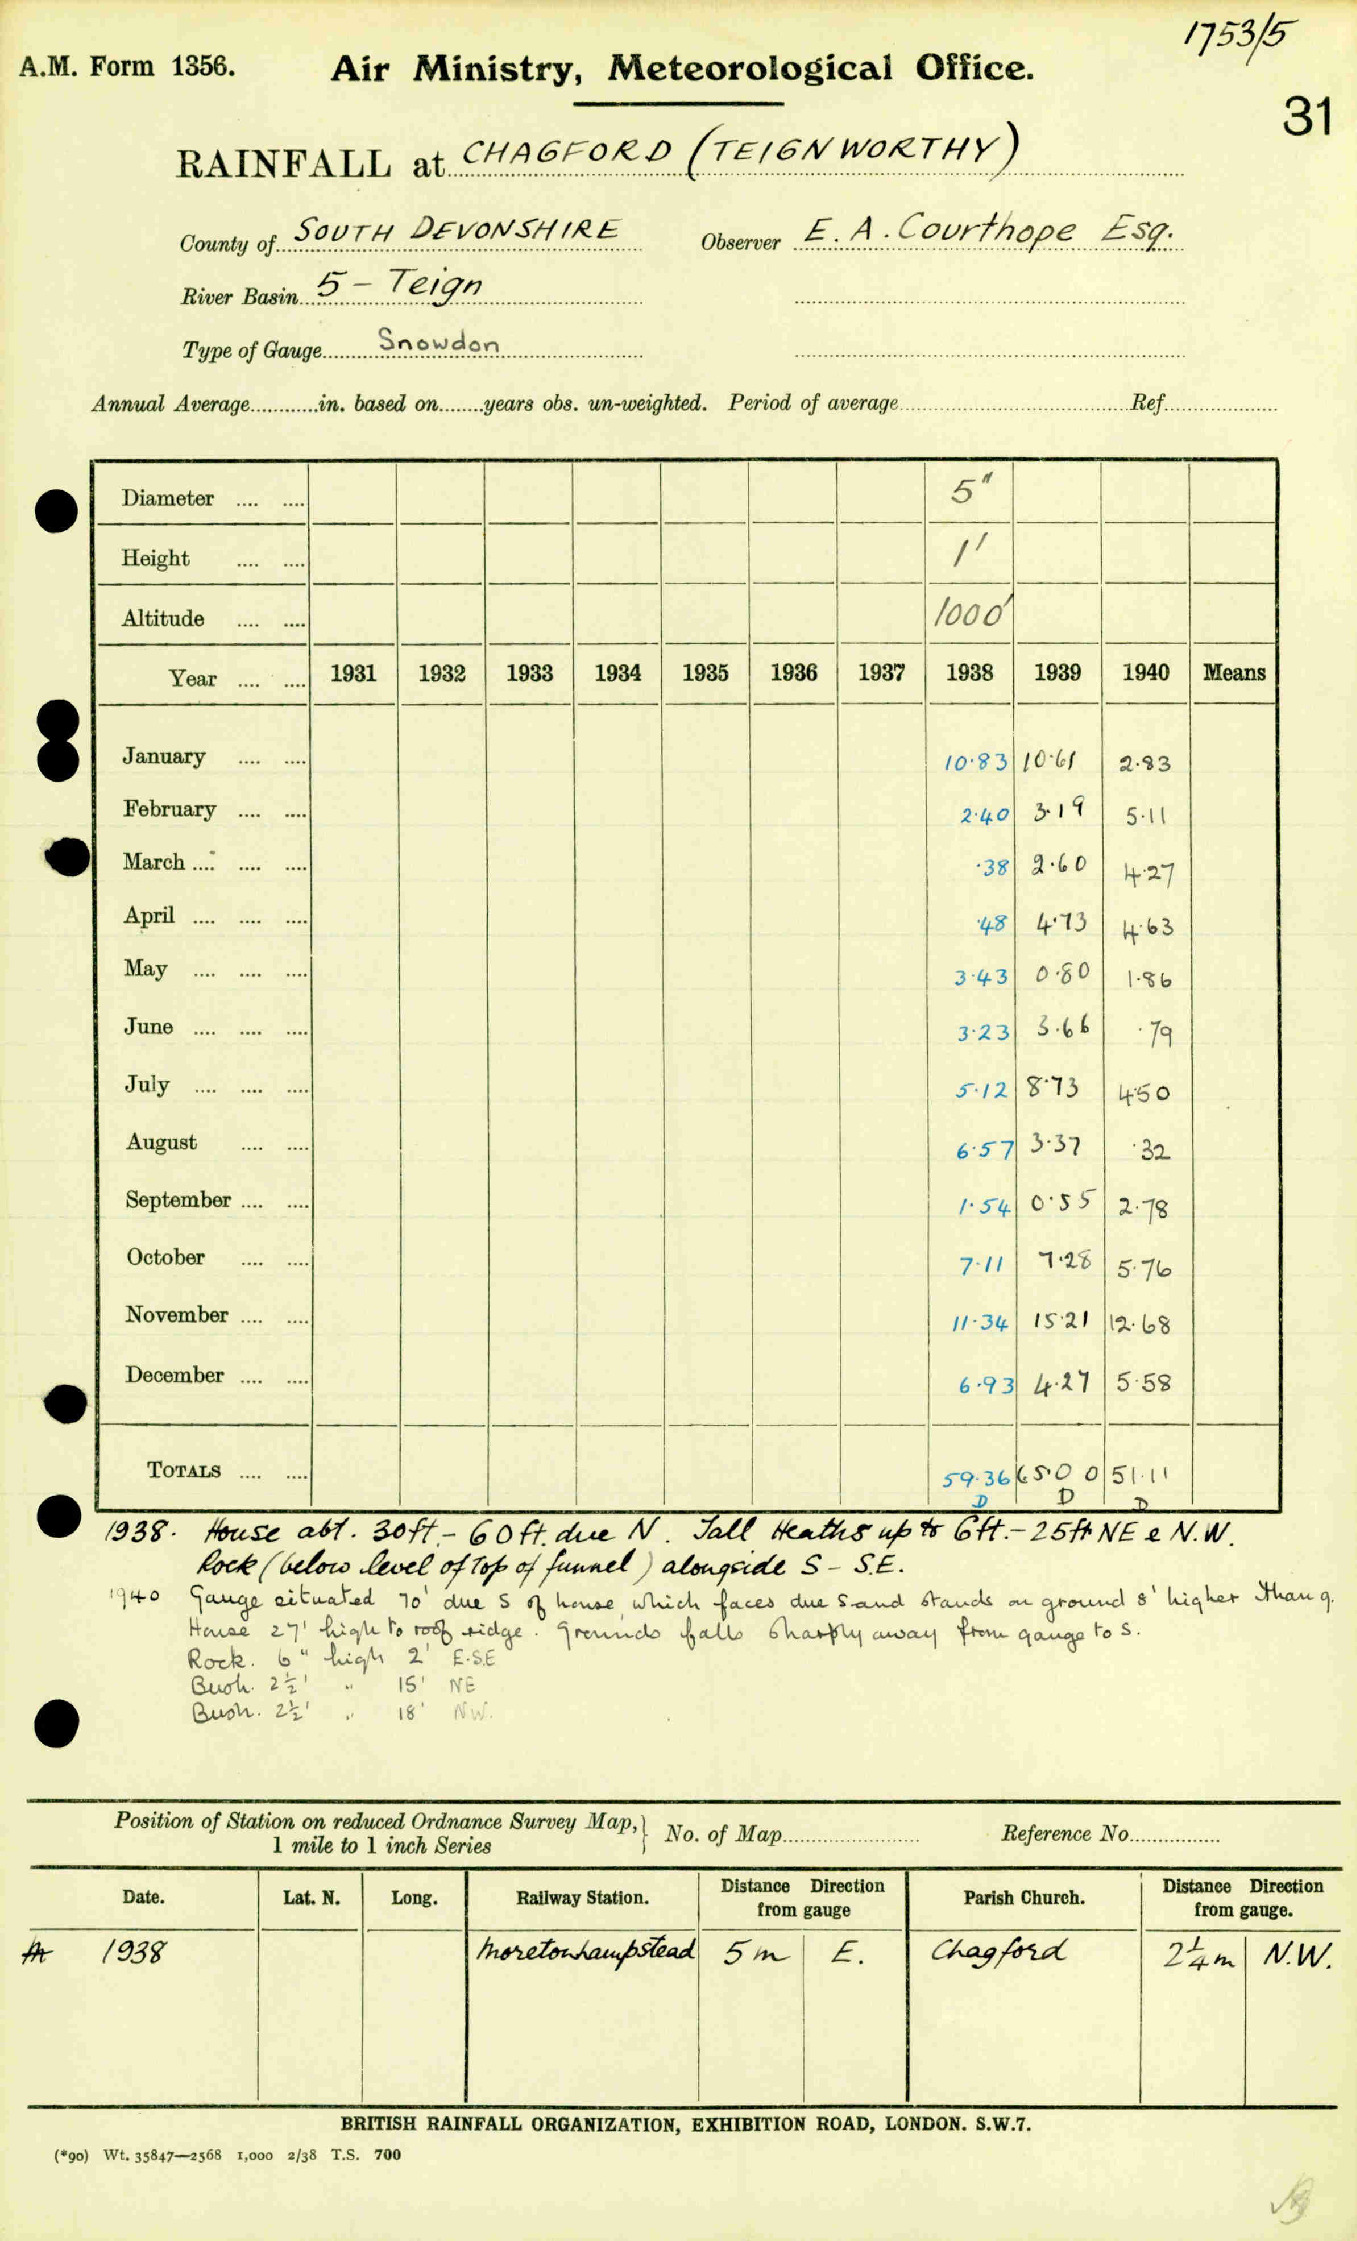 1753/5
A.M. Form 1356. Air Ministry, Meteorological Office.
31
RAINFALL at CHAGFORD (TEIGNWORTHY)
County of SOUTH DEVONSHIRE Observer E. A. Courthope Esq.
River Basin 5 - Teign
Type of Gauge Snowdon
Annual Average............in. based on........years obs. un-weighted. Period of average........ Ref........
Diameter .... .... 5"
Height .... .... 1'
Altitude .... .... 1000'
Year .... .... 1931 1932 1933 1934 1935 1936 1937 1938 1939 1940 Means
January .... .... 10·83 10·61 2·83
February .... .... 2·40 3·19 5·11
March .... .... .... ·38 2·60 4·27
April .... .... .... ·48 4·73 4·63
May .... .... .... 3·43 0·80 1·86
June .... .... .... 3·23 3·66 ·79
July .... .... .... 5·12 8·73 4·50
August .... .... 6·57 3·37 ·32
September .... .... 1·54 0·55 2·78
October .... .... 7·11 7·28 5·76
November .... .... 11·34 15·21 12·68
December .... .... 6·93 4·27 5·58
TOTALS .... .... 59·36 65·00 51·11
D D D
1938. House abt. 30ft - 60ft. due N. Tall Heaths up to 6ft. - 25ft NE & N.W.
Rock (below level of top of funnel) alongside S - S.E.
1940 Gauge situated 70' due S of house, which faces due S and stands on ground 8' higher than g.
House 27' high to roof ridge. Grounds falls sharply away from gauge to S.
Rock. 6" high 2' E.S.E
Bush. 2½' " 15' NE
Bush. 2½' " 18' NW.
Position of Station on reduced Ordnance Survey Map, } No. of Map........ Reference No........
1 mile to 1 inch Series
Date. Lat. N. Long. Railway Station. Distance Direction from gauge Parish Church. Distance Direction from gauge.
1938 Moretonhampstead 5 m E. Chagford 2¼ m N.W.
BRITISH RAINFALL ORGANIZATION, EXHIBITION ROAD, LONDON. S.W.7.
(*90) Wt. 35847—2568 1,000 2/38 T.S. 700